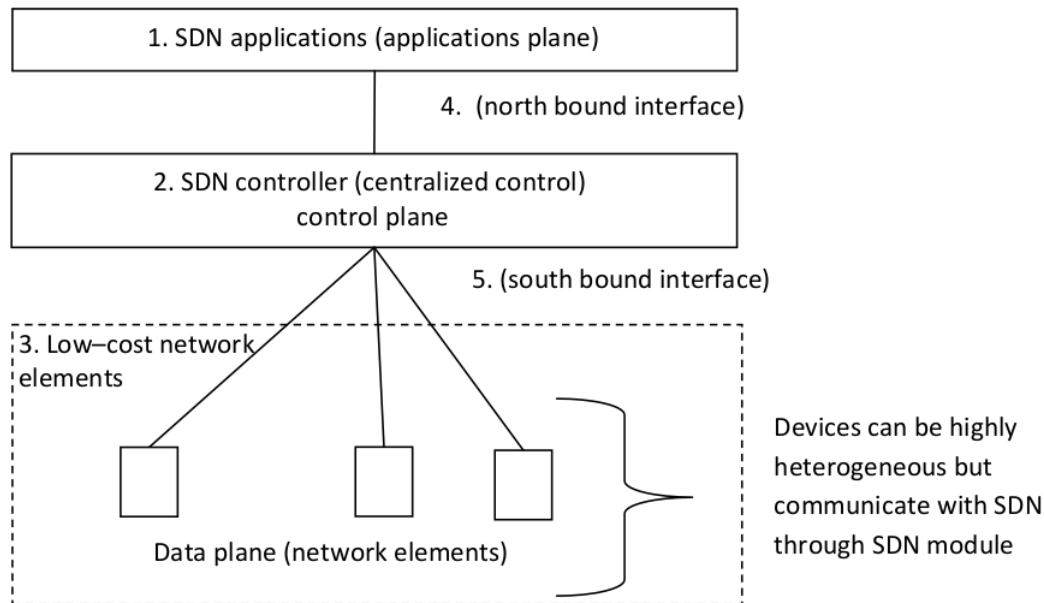 1. SDN applications (applications plane)
4.  (north bound interface)
2. SDN controller (centralized control)
control plane
5. (south bound interface)
3. Low–cost network
elements
Devices can be highly
heterogeneous but
communicate with SDN
through SDN module
Data plane (network elements)